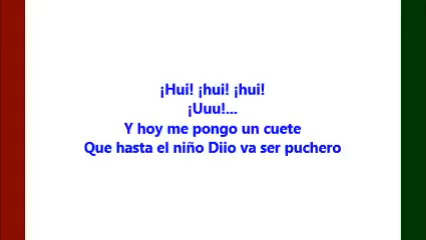 ¡Hui! ¡hui! ¡hui!
¡Uuu!...
Y hoy me pongo un cuete
Que hasta el niño Diio va ser puchero